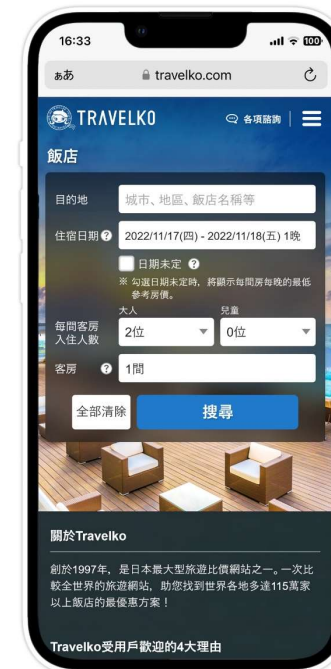 16:33
100
ぁあ
travelko.com
TRAVELKO
各項諮詢
飯店
目的地
城市、地區、飯店名稱等
住宿日期
?
2022/11/17(四) - 2022/11/18(五) 1晚
日期未定
?
※ 勾選日期未定時，將顯示每間房每晚的最低
參考房價。
大人
兒童
每間客房
入住人數
2位
0位
客房
?
1間
全部清除
搜尋
關於Travelko
創於1997年，是日本最大型旅遊比價網站之一。一次比
較全世界的旅遊網站，助您找到世界各地多達115萬家
以上飯店的最優惠方案！
Travelko受用戶歡迎的4大理由